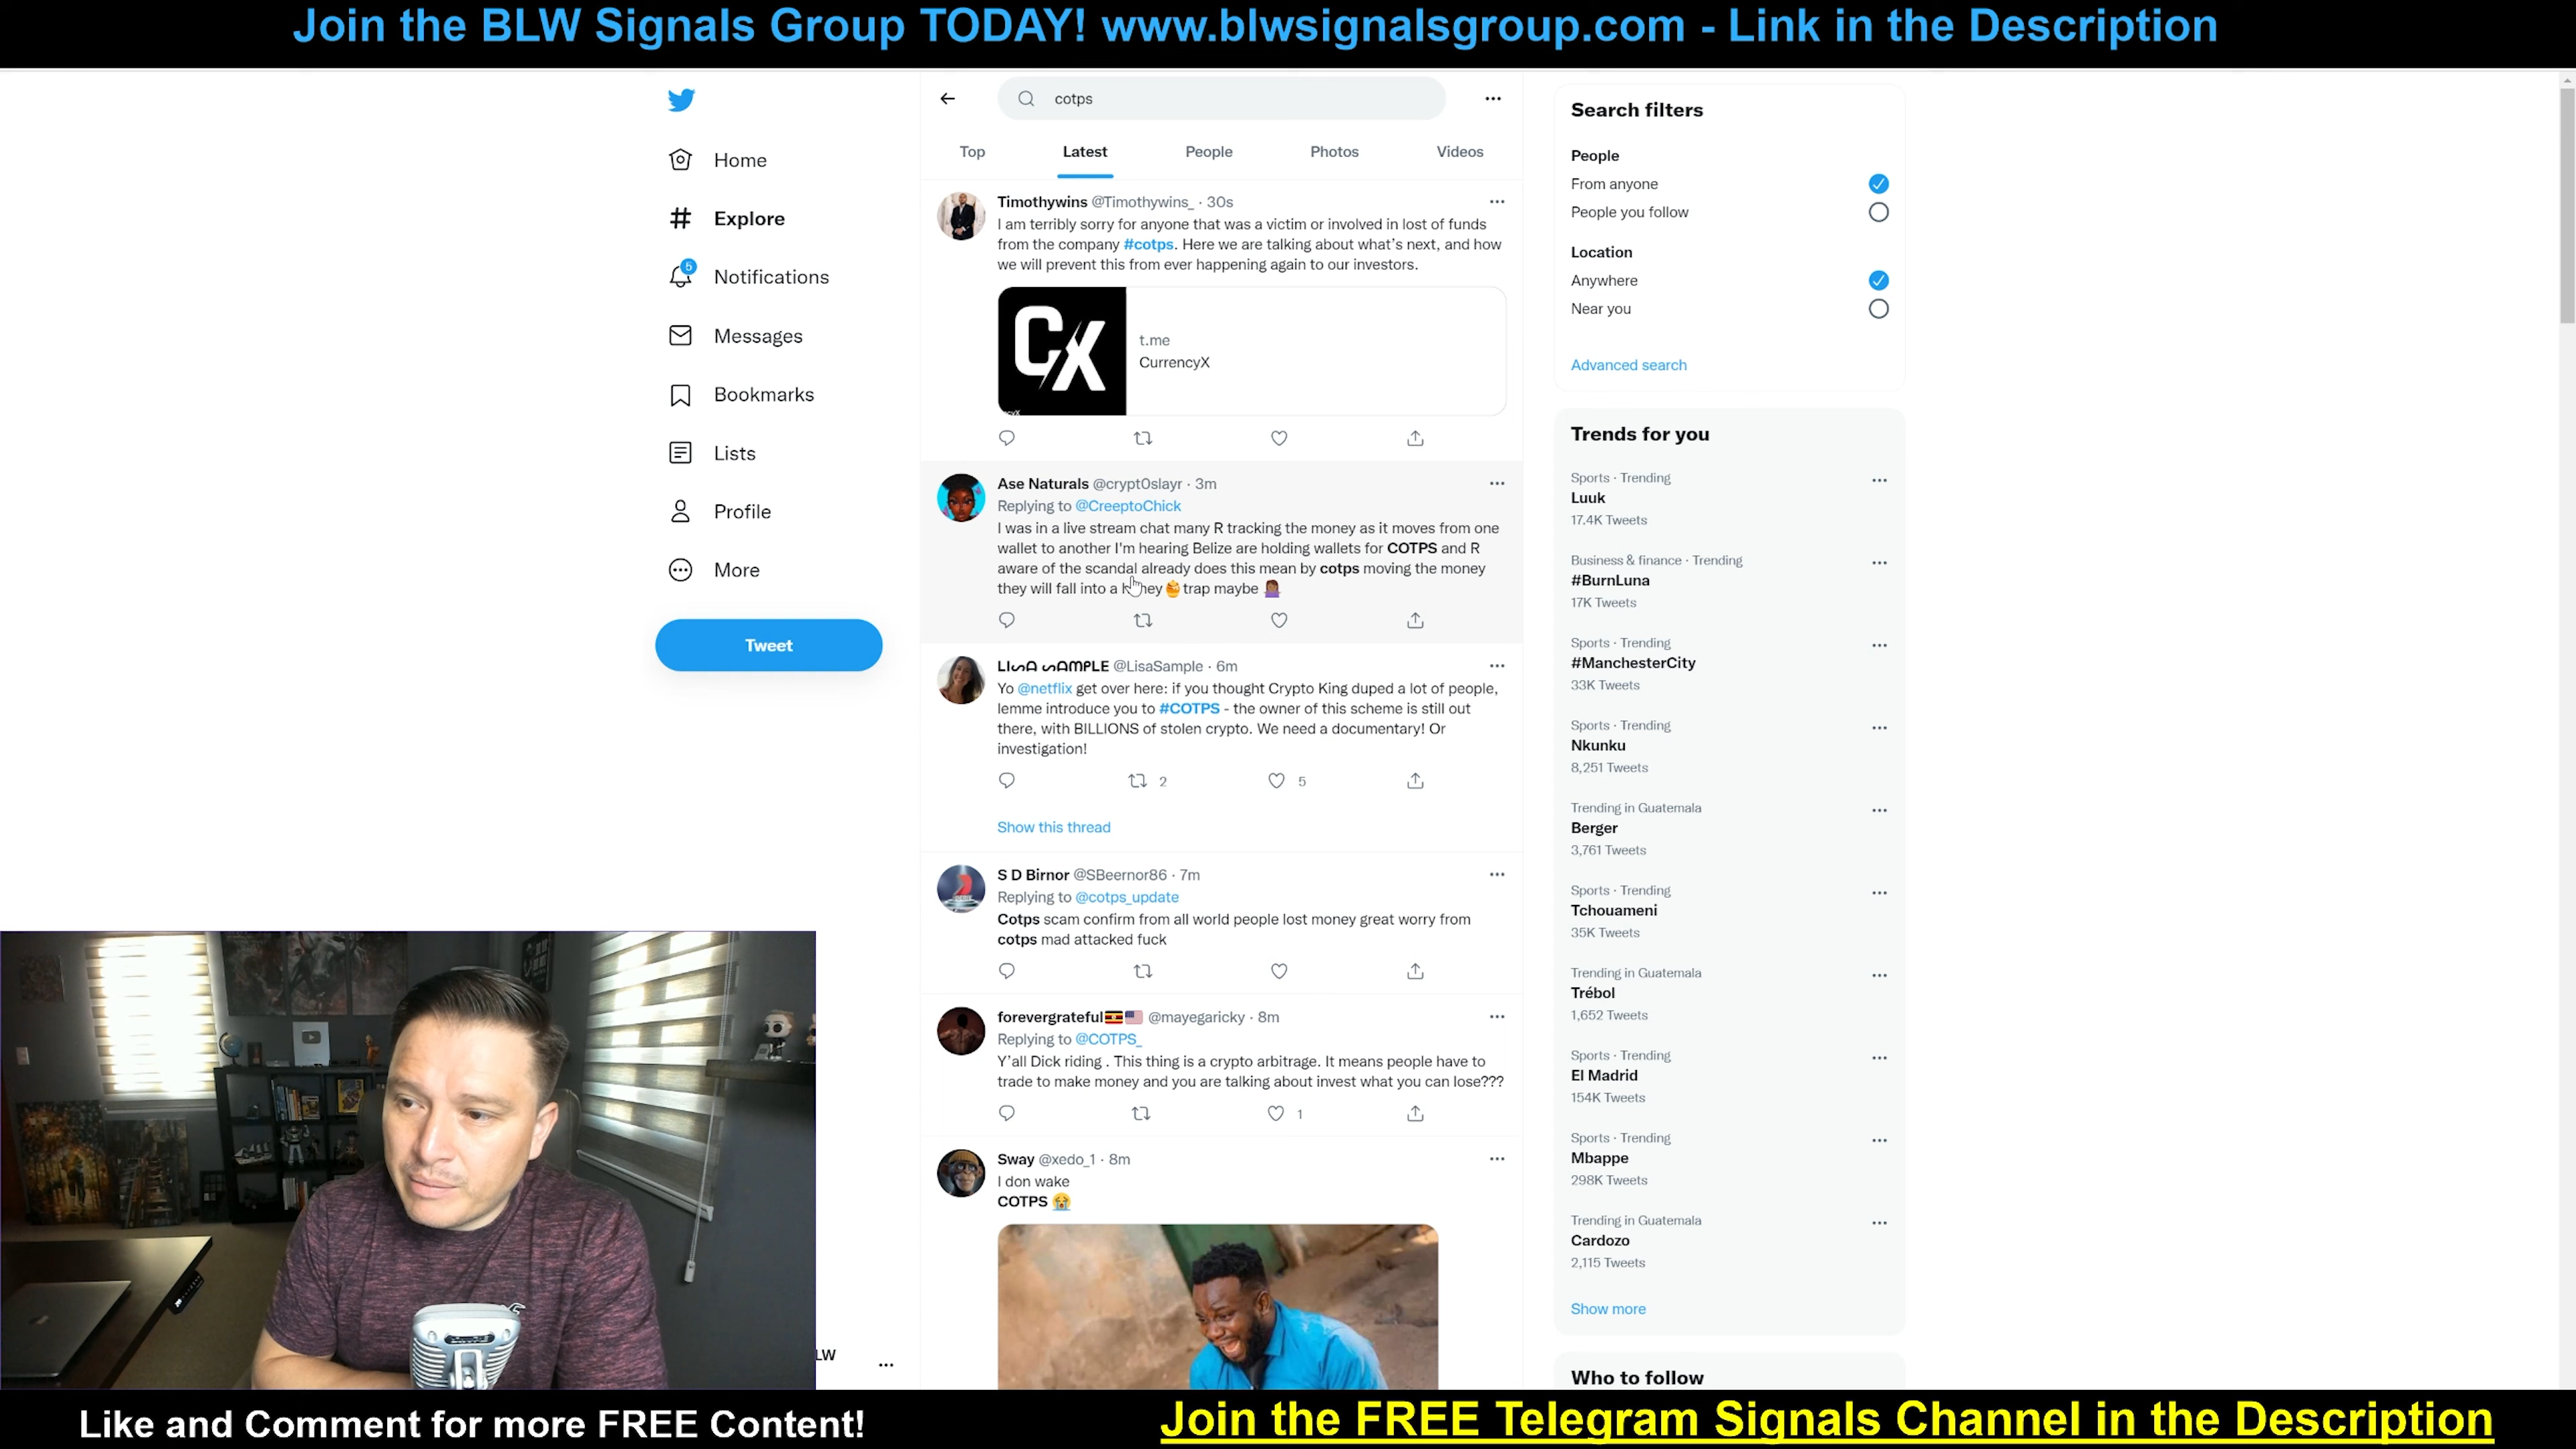 Join the BLW Signals Group TODAY! www.blwsignalsgroup.com - Link in the Description
Home
Explore
5
Notifications
Messages
Bookmarks
Lists
Profile
More
Tweet
LW
cotps
Top
Latest
People
Photos
Videos
Timothywins @Timothywins_ · 30s
I am terribly sorry for anyone that was a victim or involved in lost of funds
from the company #cotps. Here we are talking about what's next, and how
we will prevent this from ever happening again to our investors.
CX
t.me
CurrencyX
Ase Naturals @crypt0slayr · 3m
Replying to @CreeptoChick
I was in a live stream chat many R tracking the money as it moves from one
wallet to another I'm hearing Belize are holding wallets for COTPS and R
aware of the scandal already does this mean by cotps moving the money
they will fall into a honey 🍯 trap maybe 🤷🏾‍♀️
LIᔕᗩ ᔕᗩᗰᑭLE @LisaSample · 6m
Yo @netflix get over here: if you thought Crypto King duped a lot of people,
lemme introduce you to #COTPS - the owner of this scheme is still out
there, with BILLIONS of stolen crypto. We need a documentary! Or
investigation!
2
5
Show this thread
S D Birnor @SBeernor86 · 7m
Replying to @cotps_update
Cotps scam confirm from all world people lost money great worry from
cotps mad attacked fuck
forevergrateful🇺🇬🇺🇸 @mayegaricky · 8m
Replying to @COTPS_
Y'all Dick riding . This thing is a crypto arbitrage. It means people have to
trade to make money and you are talking about invest what you can lose???
1
Sway @xedo_1 · 8m
I don wake
COTPS 😭
Search filters
People
From anyone
People you follow
Location
Anywhere
Near you
Advanced search
Trends for you
Sports · Trending
Luuk
17.4K Tweets
Business & finance · Trending
#BurnLuna
17K Tweets
Sports · Trending
#ManchesterCity
33K Tweets
Sports · Trending
Nkunku
8,251 Tweets
Trending in Guatemala
Berger
3,761 Tweets
Sports · Trending
Tchouameni
35K Tweets
Trending in Guatemala
Trébol
1,652 Tweets
Sports · Trending
El Madrid
154K Tweets
Sports · Trending
Mbappe
298K Tweets
Trending in Guatemala
Cardozo
2,115 Tweets
Show more
Who to follow
Like and Comment for more FREE Content!
Join the FREE Telegram Signals Channel in the Description